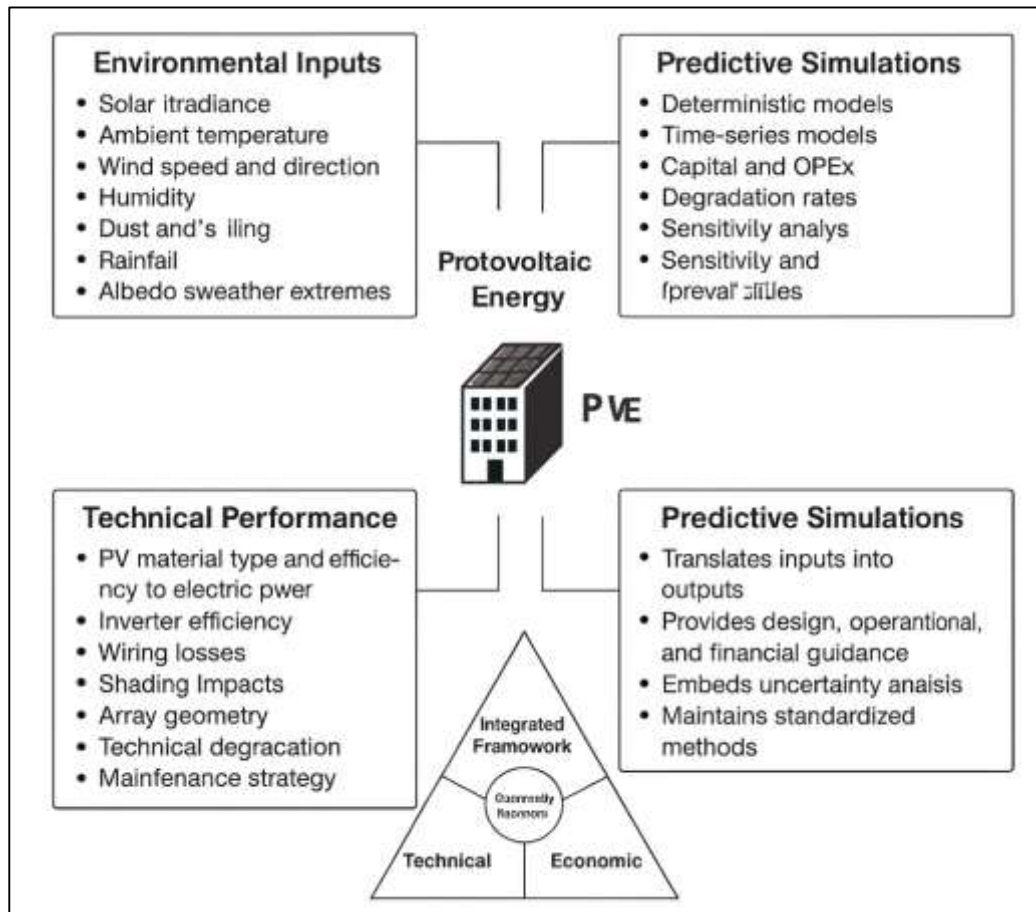 Environmental Inputs
• Solar itradiance
• Ambient temperature
• Wind speed and direction
• Humidity
• Dust and's iling
• Rainfail
• Albedo sweather extremes
Predictive Simulations
• Deterministic models
• Time-series models
• Capital and OPEx
• Degradation rates
• Sensitivity analys
• Sensitivity and
Protovoltaic
Energy
PVE
Technical Performance
• PV material type and efficie-
ncy to electric pwer
• Inverter efficiency
• Wiring losses
• Shading Impacts
• Array geometry
• Technical degracation
• Mainfenance strategy
Predictive Simulations
• Translates inputs into
outputs
• Provides design, operantional,
and financial guidance
• Embeds uncertainty anaisis
• Maintains standardized
methods
Integrated
Framowork
Technical
Economic